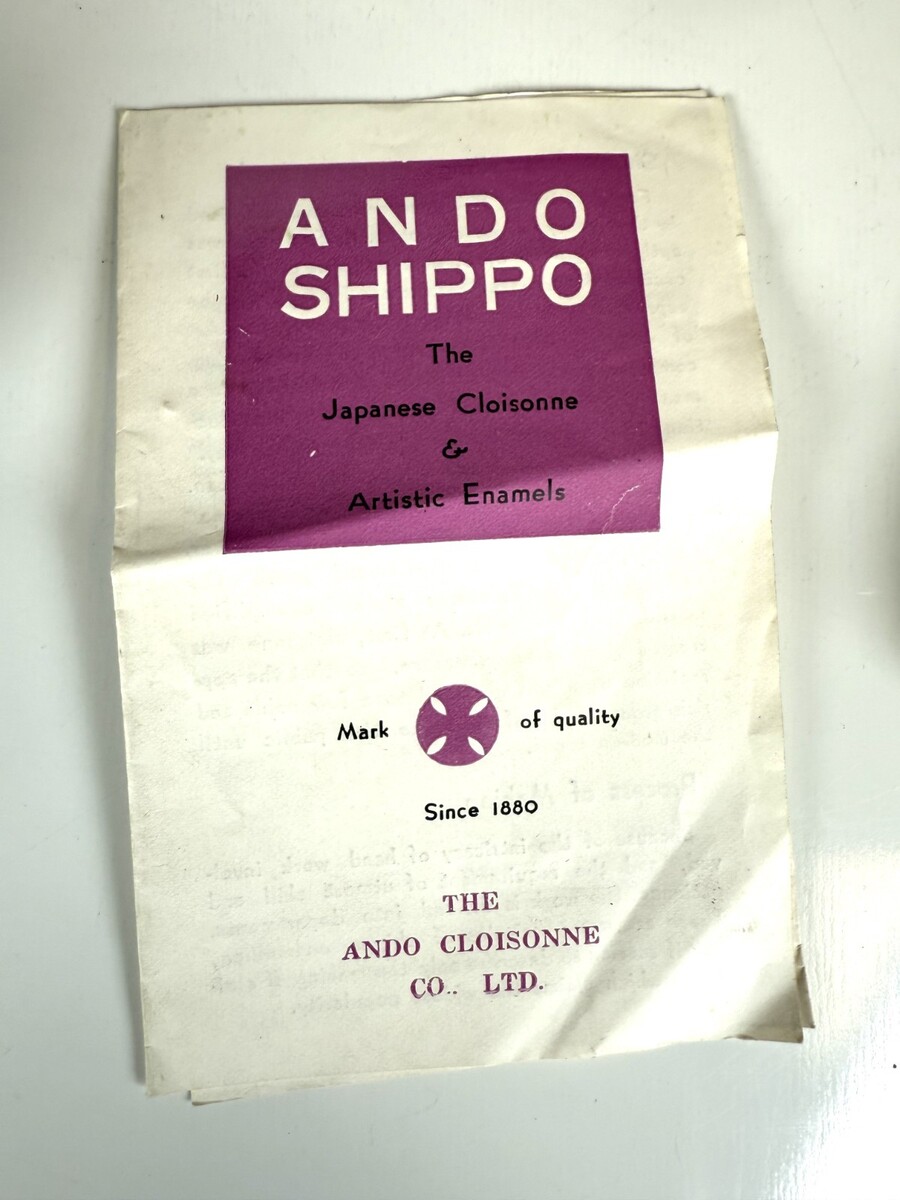 ANDO
SHIPPO
The
Japanese Cloisonne
&
Artistic Enamels
Mark of quality
Since 1880
THE
ANDO CLOISONNE
CO.. LTD.